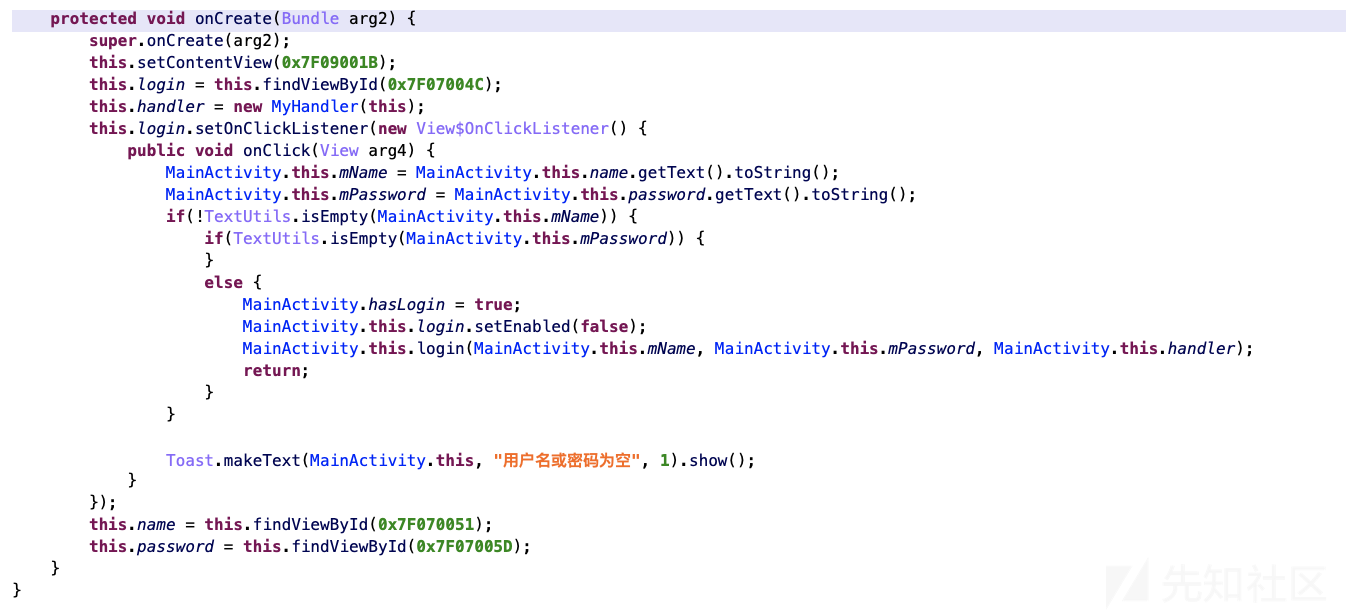 protected void onCreate(Bundle arg2) {
super.onCreate(arg2);
this.setContentView(0x7F09001B);
this.login = this.findViewById(0x7F07004C);
this.handler = new MyHandler(this);
this.login.setOnClickListener(new View$OnClickListener() {
public void onClick(View arg4) {
MainActivity.this.mName = MainActivity.this.name.getText().toString();
MainActivity.this.mPassword = MainActivity.this.password.getText().toString();
if(!TextUtils.isEmpty(MainActivity.this.mName)) {
if(TextUtils.isEmpty(MainActivity.this.mPassword)) {
}
else {
MainActivity.hasLogin = true;
MainActivity.this.login.setEnabled(false);
MainActivity.this.login(MainActivity.this.mName, MainActivity.this.mPassword, MainActivity.this.handler);
return;
}
}
Toast.makeText(MainActivity.this, "用户名或密码为空", 1).show();
}
});
this.name = this.findViewById(0x7F070051);
this.password = this.findViewById(0x7F07005D);
}
}
先知社区